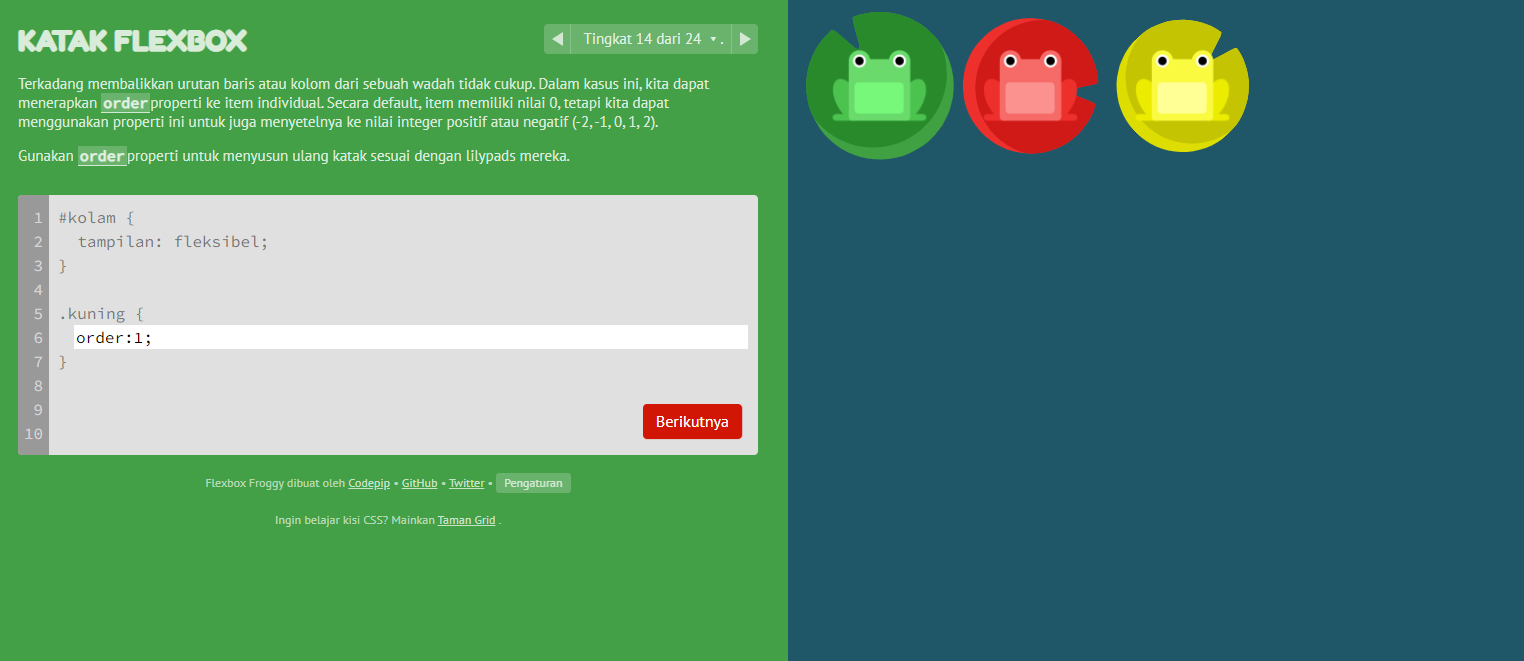 KATAK FLEXBOX
Tingkat 14 dari 24 ▼ .
Terkadang membalikkan urutan baris atau kolom dari sebuah wadah tidak cukup. Dalam kasus ini, kita dapat
menerapkan order properti ke item individual. Secara default, item memiliki nilai 0, tetapi kita dapat
menggunakan properti ini untuk juga menyetelnya ke nilai integer positif atau negatif (-2, -1, 0, 1, 2).
Gunakan order properti untuk menyusun ulang katak sesuai dengan lilypads mereka.
1 #kolam {
2 tampilan: fleksibel;
3 }
4
5 .kuning {
6 order:1;
7 }
8
9
10
Berikutnya
Flexbox Froggy dibuat oleh Codepip • GitHub • Twitter • Pengaturan
Ingin belajar kisi CSS? Mainkan Taman Grid .